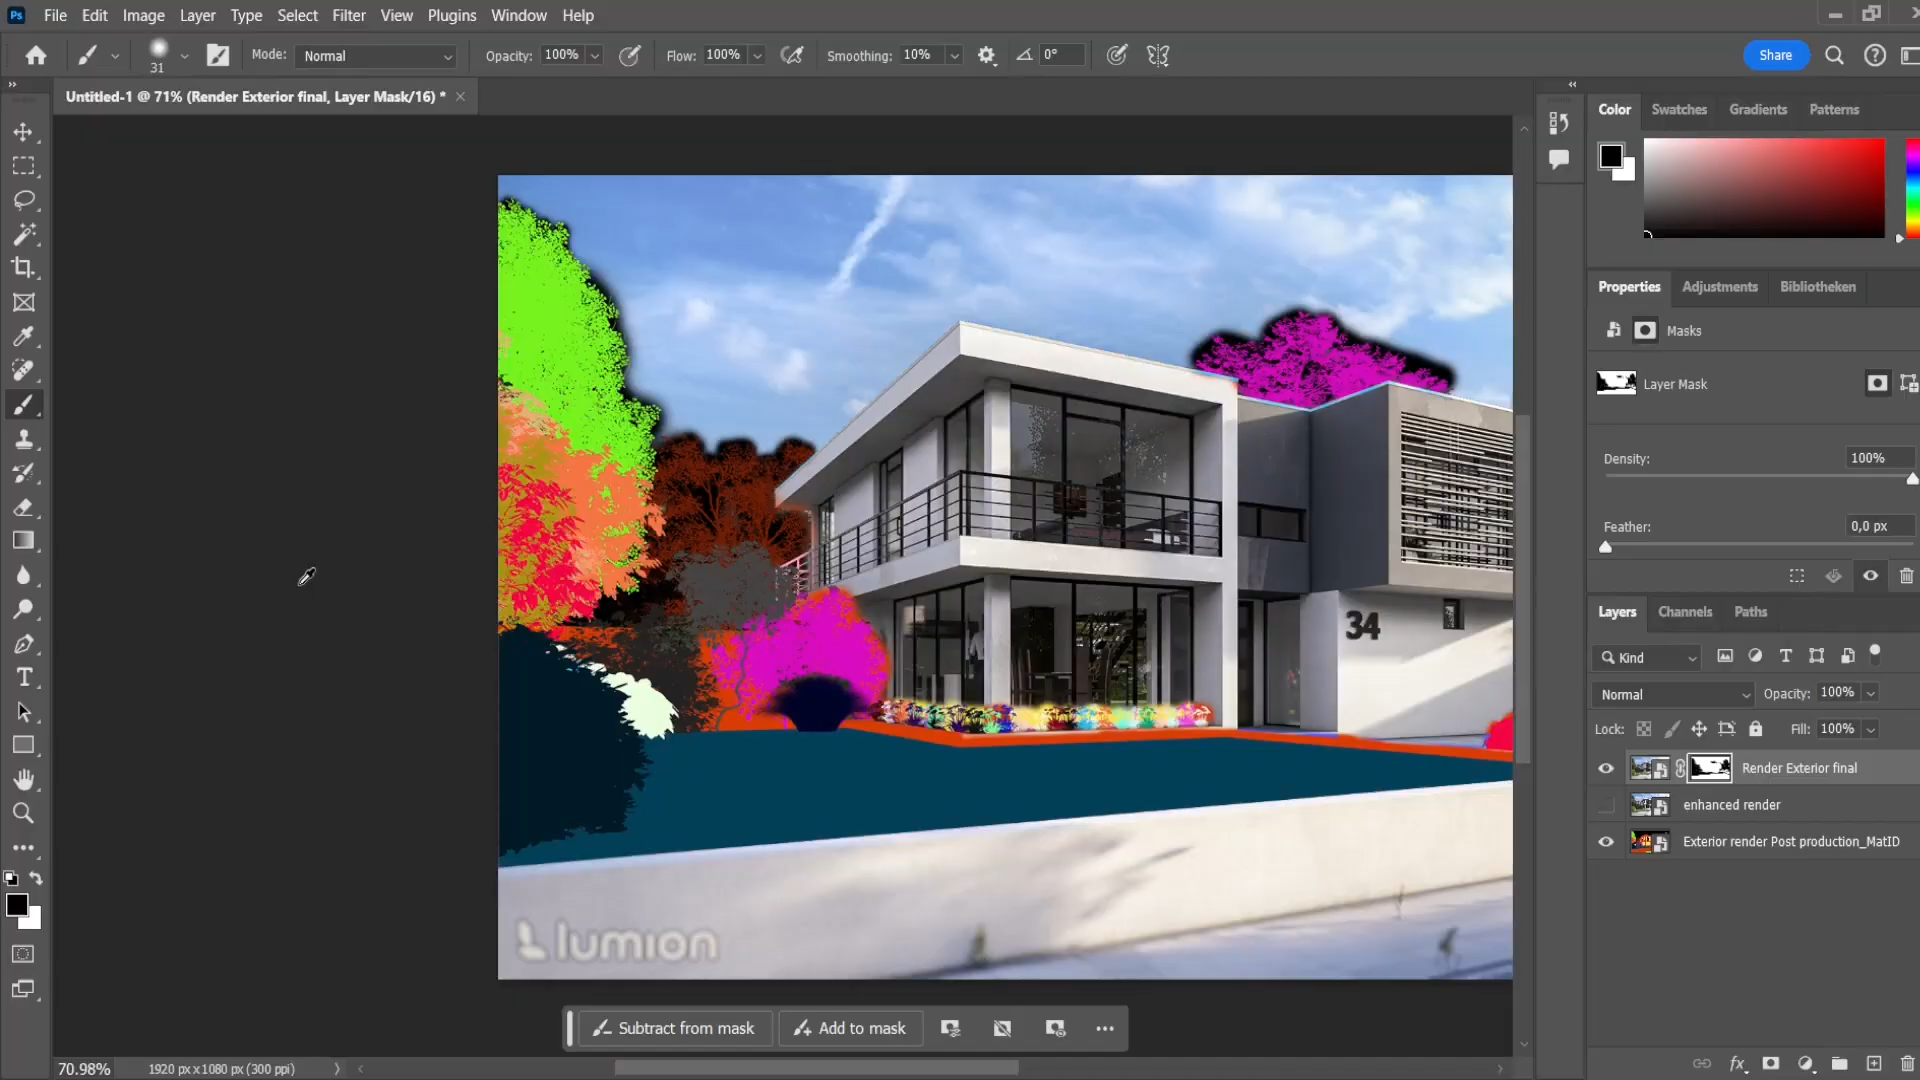 Ps File Edit Image Layer Type Select Filter View Plugins Window Help
31 Mode: Normal Opacity: 100% Flow: 100% Smoothing: 10% 0° Share
Untitled-1 @ 71% (Render Exterior final, Layer Mask/16) *
Color Swatches Gradients Patterns
Properties Adjustments Bibliotheken
Masks
Layer Mask
Density: 100%
Feather: 0,0 px
Layers Channels Paths
Kind
Normal Opacity: 100%
Lock: Fill: 100%
Render Exterior final
enhanced render
Exterior render Post production_MatID
34
lumion
Subtract from mask Add to mask
70.98% 1920 px x 1080 px (300 ppi)